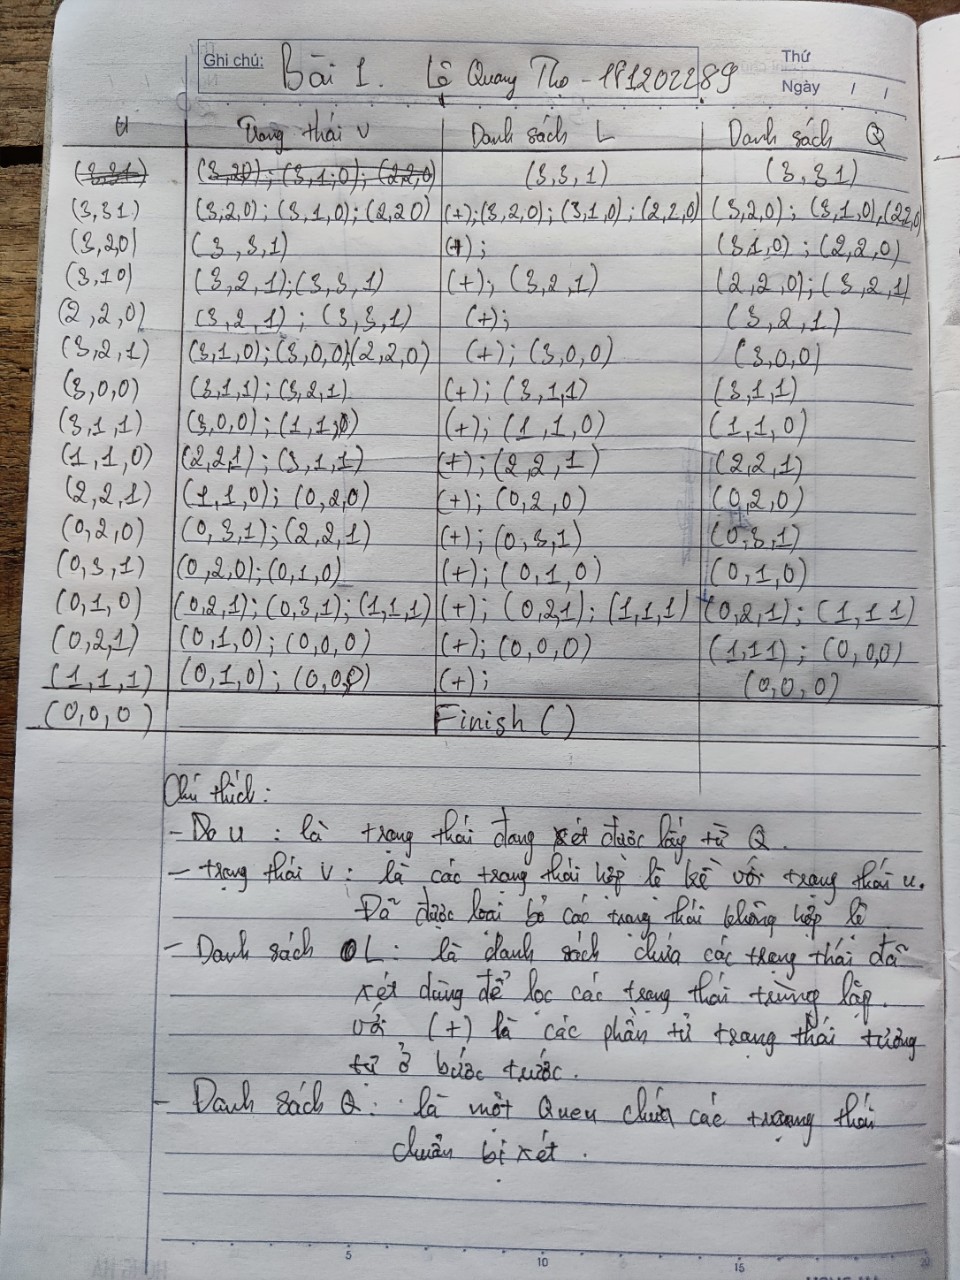 Ghi chú: Bài 1. Lê Quang Thọ - 181202289
Thứ
Ngày / /
U Trạng thái V Danh sách L Danh sách Q
(3,31) (3,20); (3,1,0); (2,2,0) (3,3,1) (3,31)
(3,31) (3,2,0); (3,1,0); (2,20) (+);(3,2,0); (3,1,0); (2,2,0) (3,2,0); (3,1,0),(2,2,0)
(3,2,0) (3,3,1) (+); (3,1,0); (2,2,0)
(3,10) (3,2,1);(3,3,1) (+); (3,2,1) (2,2,0);(3,2,1)
(2,2,0) (3,2,1); (3,3,1) (+); (3,2,1)
(3,2,1) (3,1,0);(3,0,0)(2,2,0) (+); (3,0,0) (3,0,0)
(3,0,0) (3,1,1); (3,2,1) (+); (3,1,1) (3,1,1)
(3,1,1) (3,0,0); (1,1,0) (+); (1,1,0) (1,1,0)
(1,1,0) (2,2,1); (3,1,1) (+); (2,2,1) (2,2,1)
(2,2,1) (1,1,0); (0,2,0) (+); (0,2,0) (0,2,0)
(0,2,0) (0,3,1);(2,2,1) (+); (0,3,1) (0,3,1)
(0,3,1) (0,2,0);(0,1,0) (+); (0,1,0) (0,1,0)
(0,1,0) (0,2,1); (0,3,1); (1,1,1) (+); (0,2,1); (1,1,1) (0,2,1); (1,1 1)
(0,2,1) (0,1,0); (0,0,0) (+); (0,0,0) (1,11); (0,0,0)
(1,1,1) (0,1,0); (0,0,0) (+); (0,0,0)
(0,0,0) Finish ()
Chú thích:
- Do u : là trạng thái đang xét được lấy từ Q.
- trạng thái V: là các trạng thái hợp lệ kề với trạng thái u.
Đã được loại bỏ các trạng thái không hợp lệ
- Danh sách L: là danh sách chứa các trạng thái đã
xét dùng để lọc các trạng thái trùng lặp.
với (+) là các phần tử trạng thái tương
tự ở bước trước.
- Danh sách Q: là một Queu chứa các trạng thái
chuẩn bị xét.
5 10 15 20